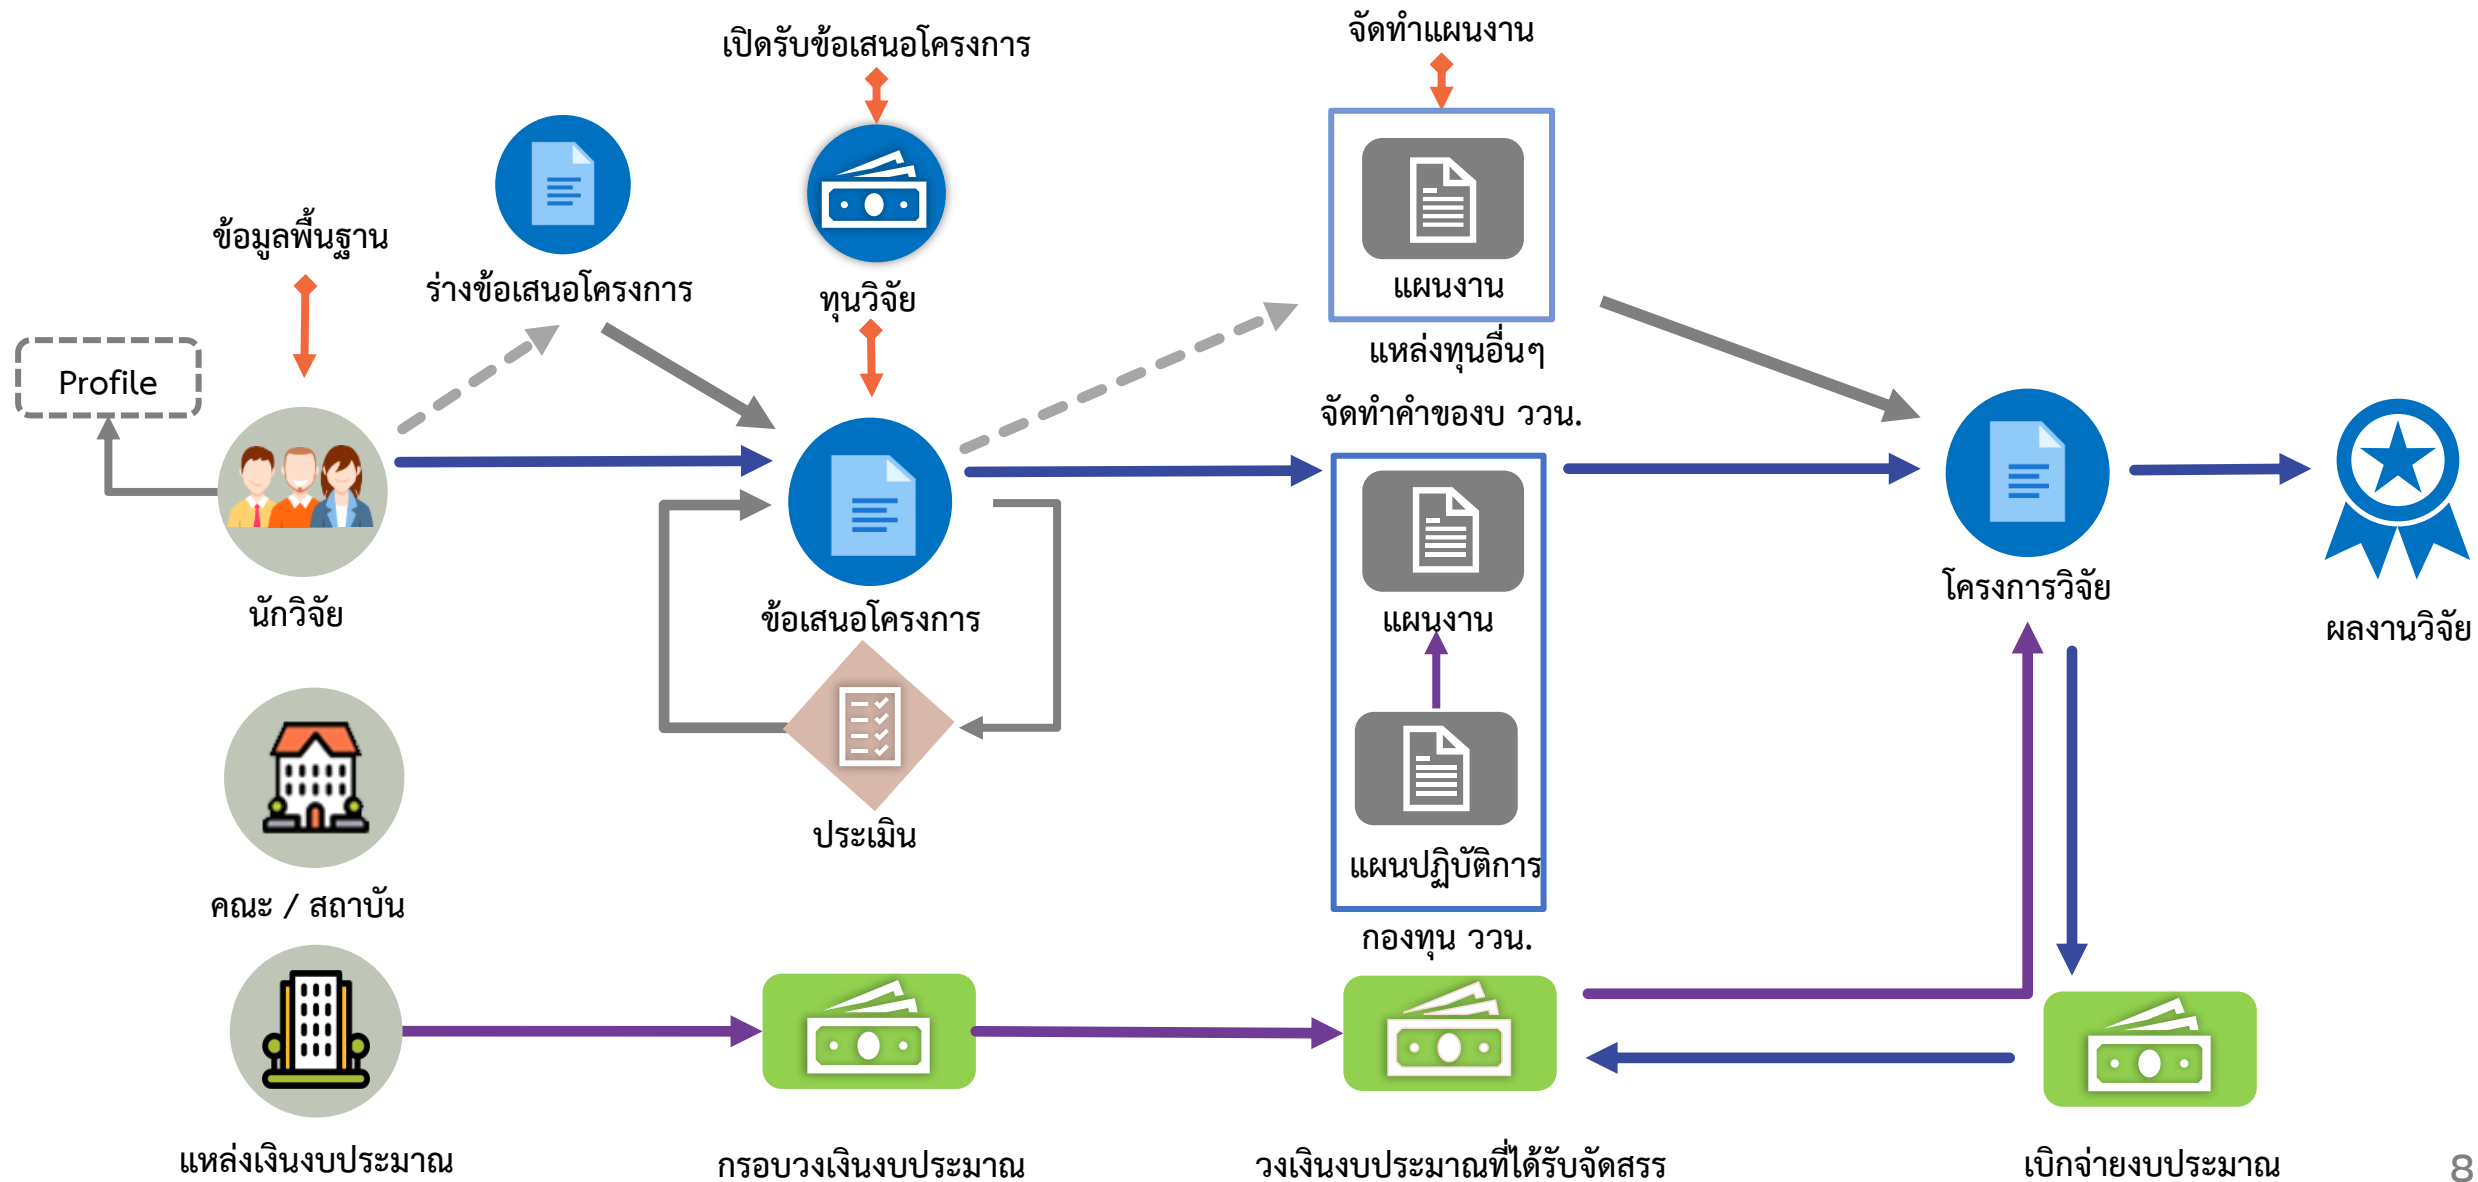 จัดทำแผนงาน
เปิดรับข้อเสนอโครงการ
ข้อมูลพื้นฐาน
ร่างข้อเสนอโครงการ
ทุนวิจัย
แผนงาน
แหล่งทุนอื่นๆ
Profile
จัดทำคำของบ ววน.
นักวิจัย
ข้อเสนอโครงการ
แผนงาน
โครงการวิจัย
ผลงานวิจัย
ประเมิน
แผนปฏิบัติการ
คณะ / สถาบัน
กองทุน ววน.
แหล่งเงินงบประมาณ
กรอบวงเงินงบประมาณ
วงเงินงบประมาณที่ได้รับจัดสรร
เบิกจ่ายงบประมาณ
8